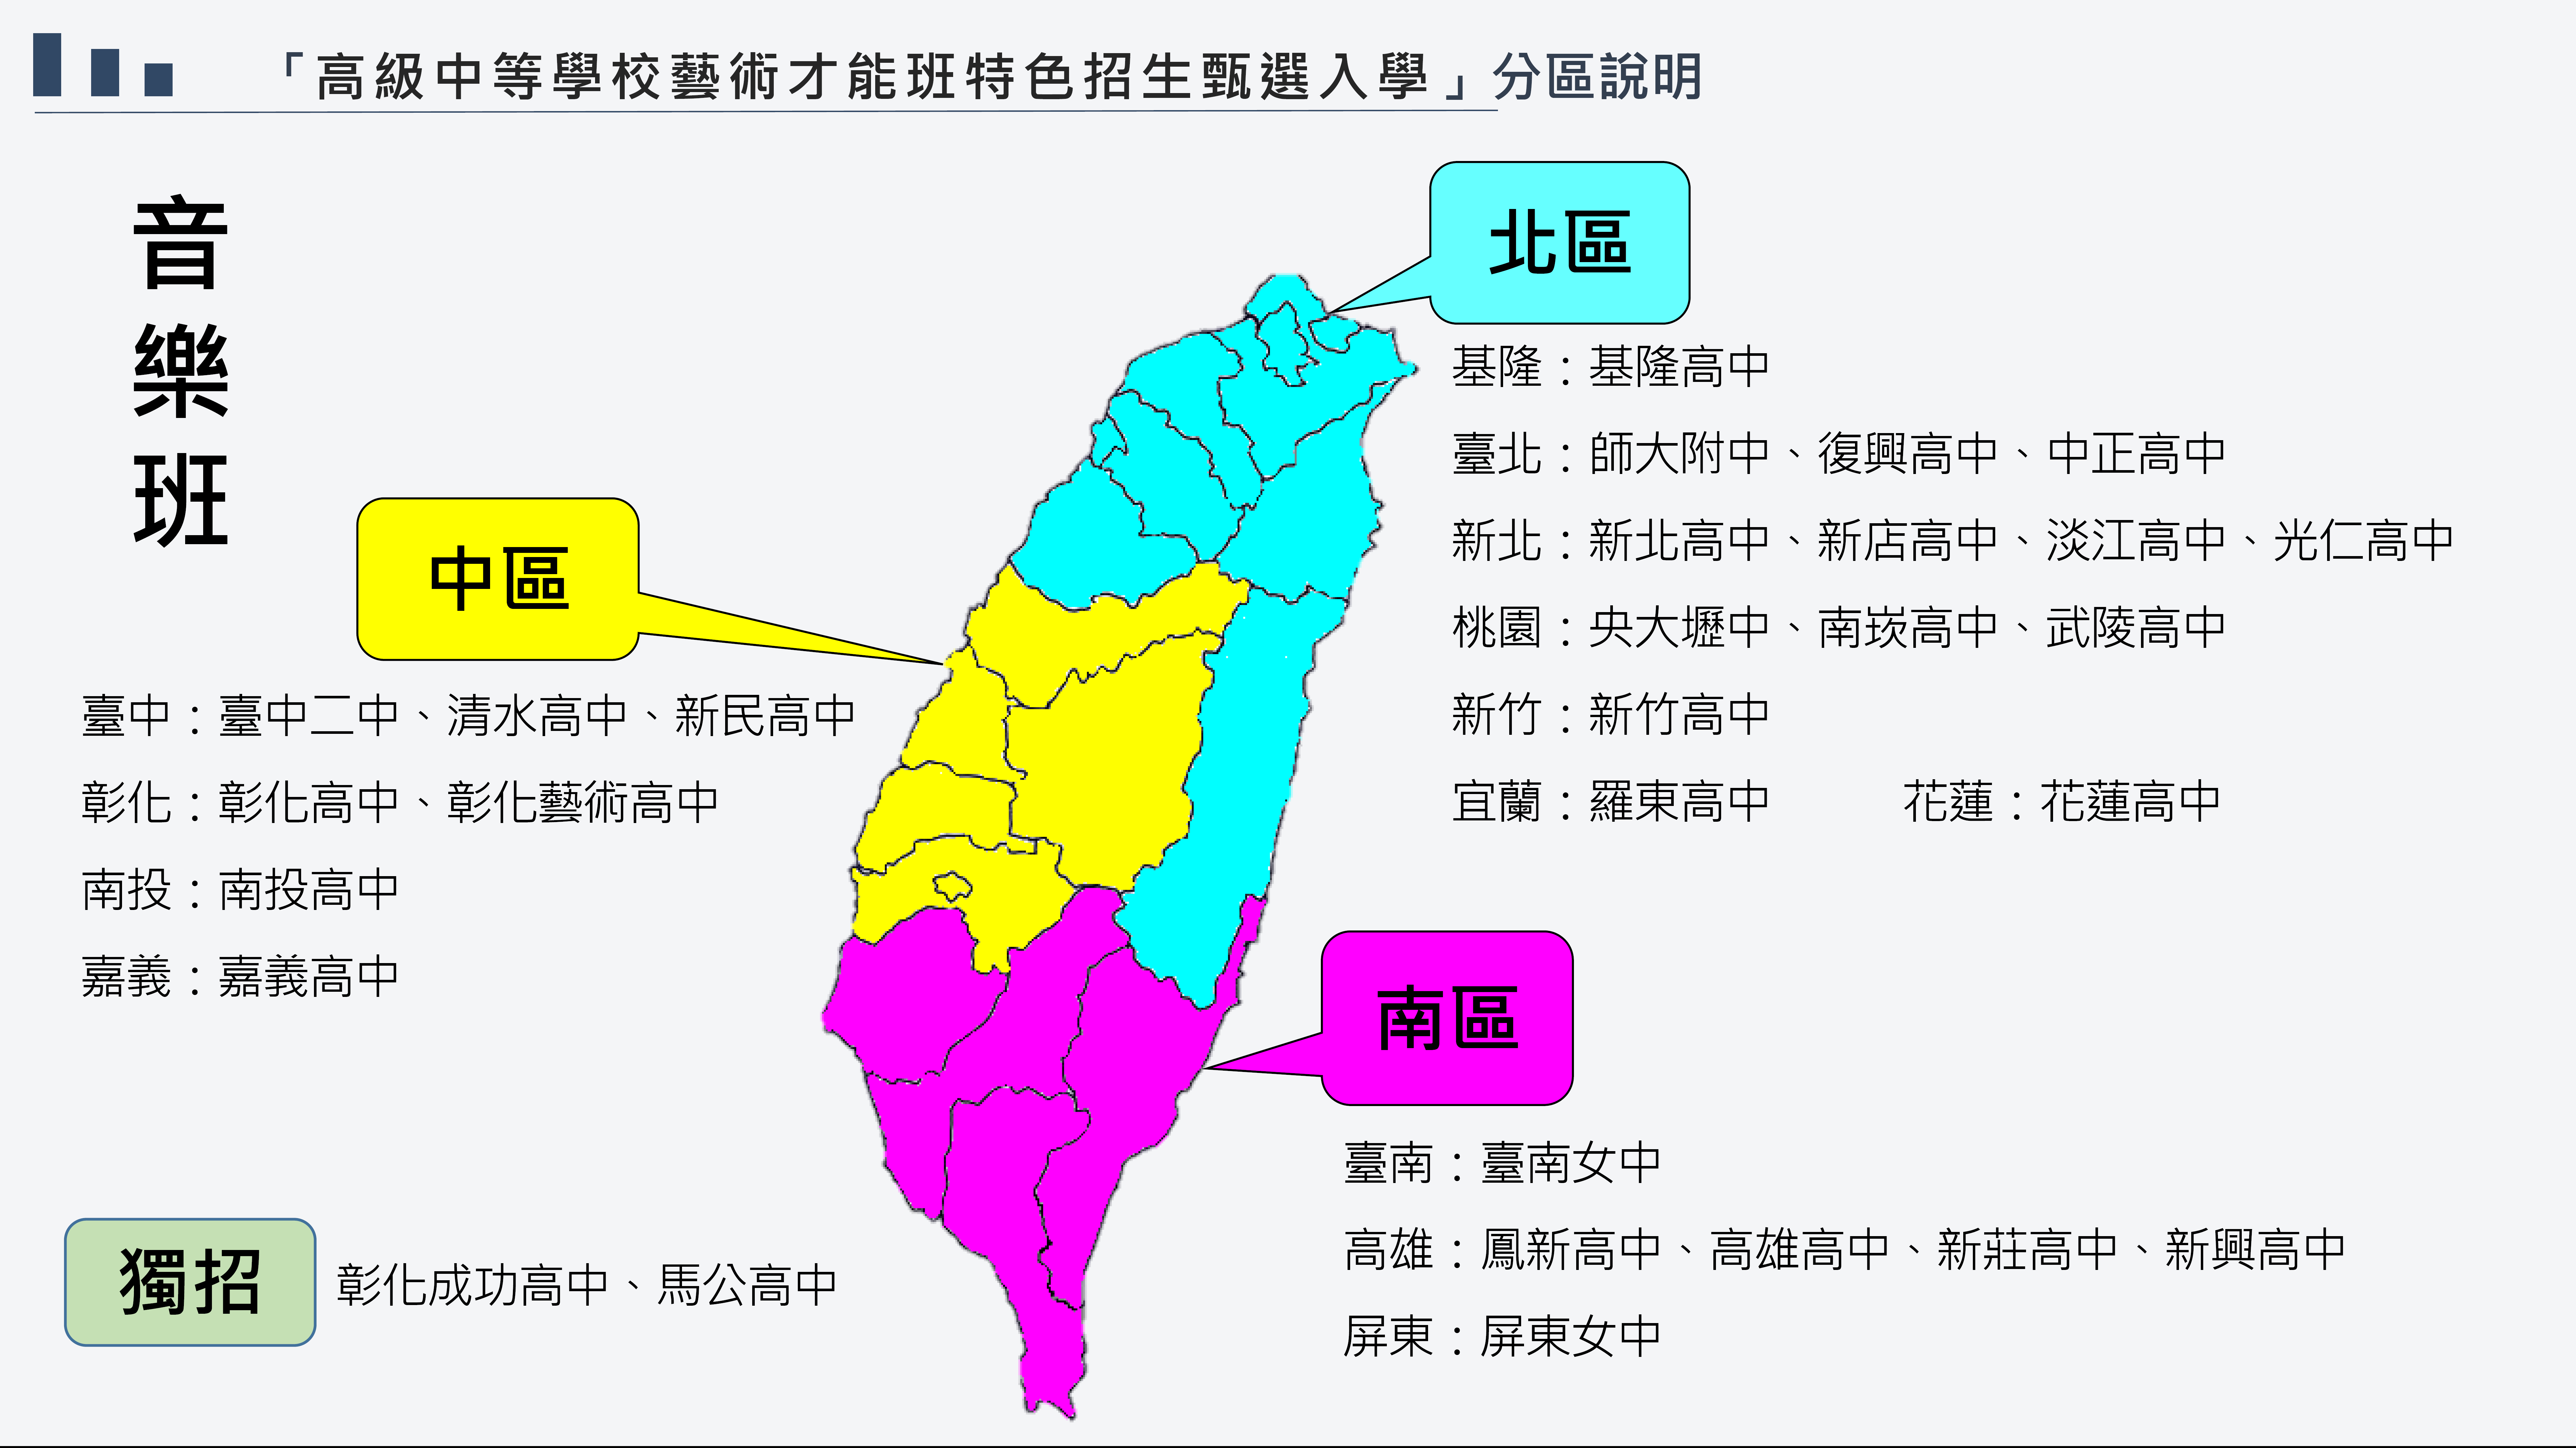 「高級中等學校藝術才能班特色招生甄選入學」分區說明
音樂班
北區
基隆：基隆高中
臺北：師大附中、復興高中、中正高中
新北：新北高中、新店高中、淡江高中、光仁高中
桃園：央大壢中、南崁高中、武陵高中
新竹：新竹高中
宜蘭：羅東高中 花蓮：花蓮高中
中區
臺中：臺中二中、清水高中、新民高中
彰化：彰化高中、彰化藝術高中
南投：南投高中
嘉義：嘉義高中
南區
臺南：臺南女中
高雄：鳳新高中、高雄高中、新莊高中、新興高中
屏東：屏東女中
獨招
彰化成功高中、馬公高中